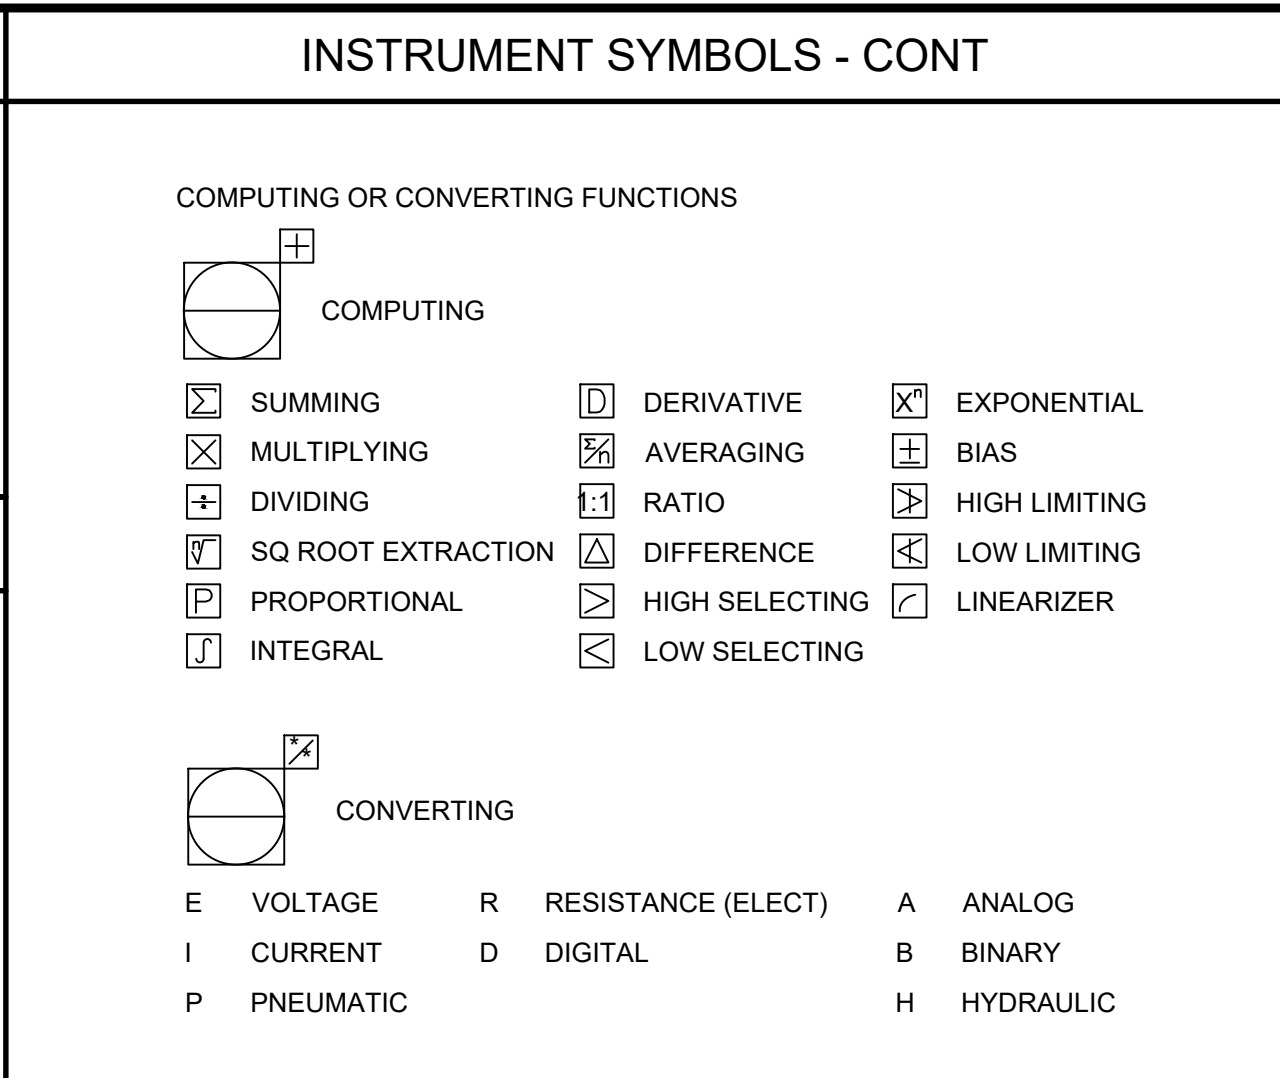 INSTRUMENT SYMBOLS - CONT
COMPUTING OR CONVERTING FUNCTIONS
+
COMPUTING
Σ SUMMING D DERIVATIVE Xⁿ EXPONENTIAL
X MULTIPLYING Σ/n AVERAGING ± BIAS
÷ DIVIDING 1:1 RATIO ≯ HIGH LIMITING
ⁿ√ SQ ROOT EXTRACTION △ DIFFERENCE ≮ LOW LIMITING
P PROPORTIONAL > HIGH SELECTING LINEARIZER
∫ INTEGRAL < LOW SELECTING
*/*
CONVERTING
E VOLTAGE R RESISTANCE (ELECT) A ANALOG
I CURRENT D DIGITAL B BINARY
P PNEUMATIC H HYDRAULIC